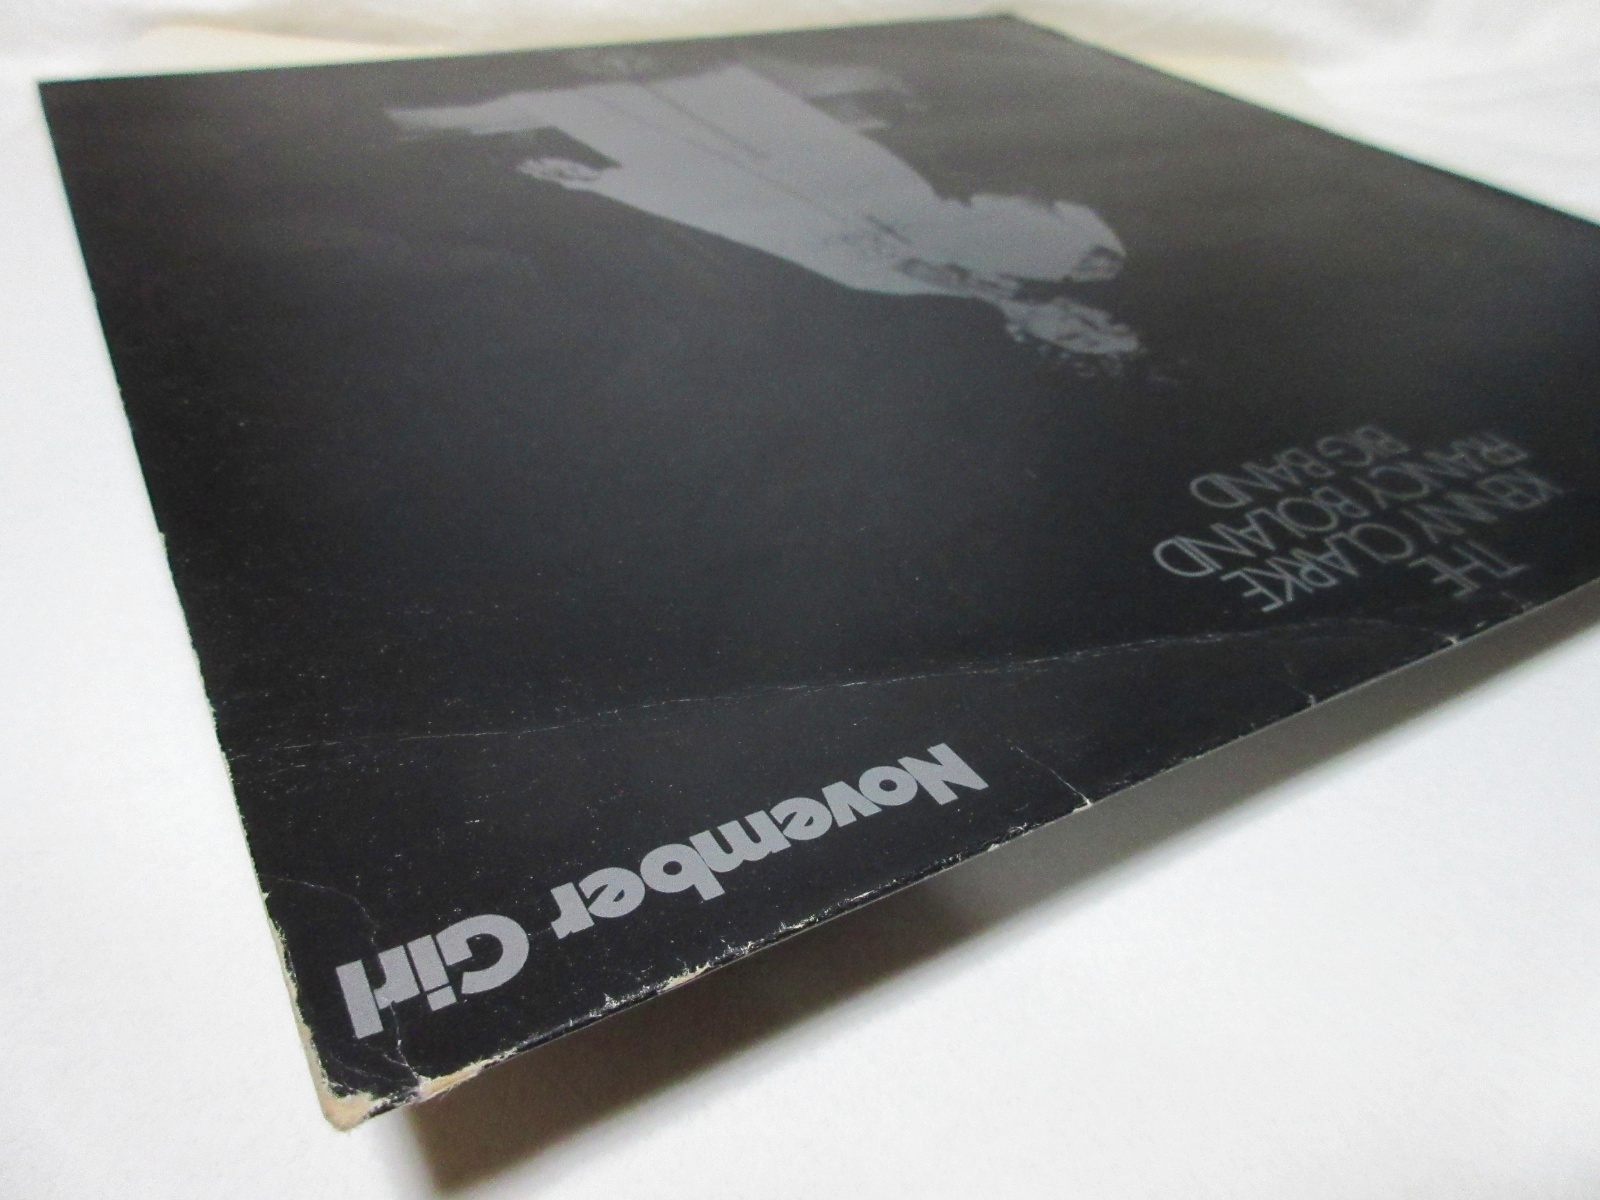 November Girl
THE
KENNY CLARKE
FRANCY BOLAND
BIG BAND